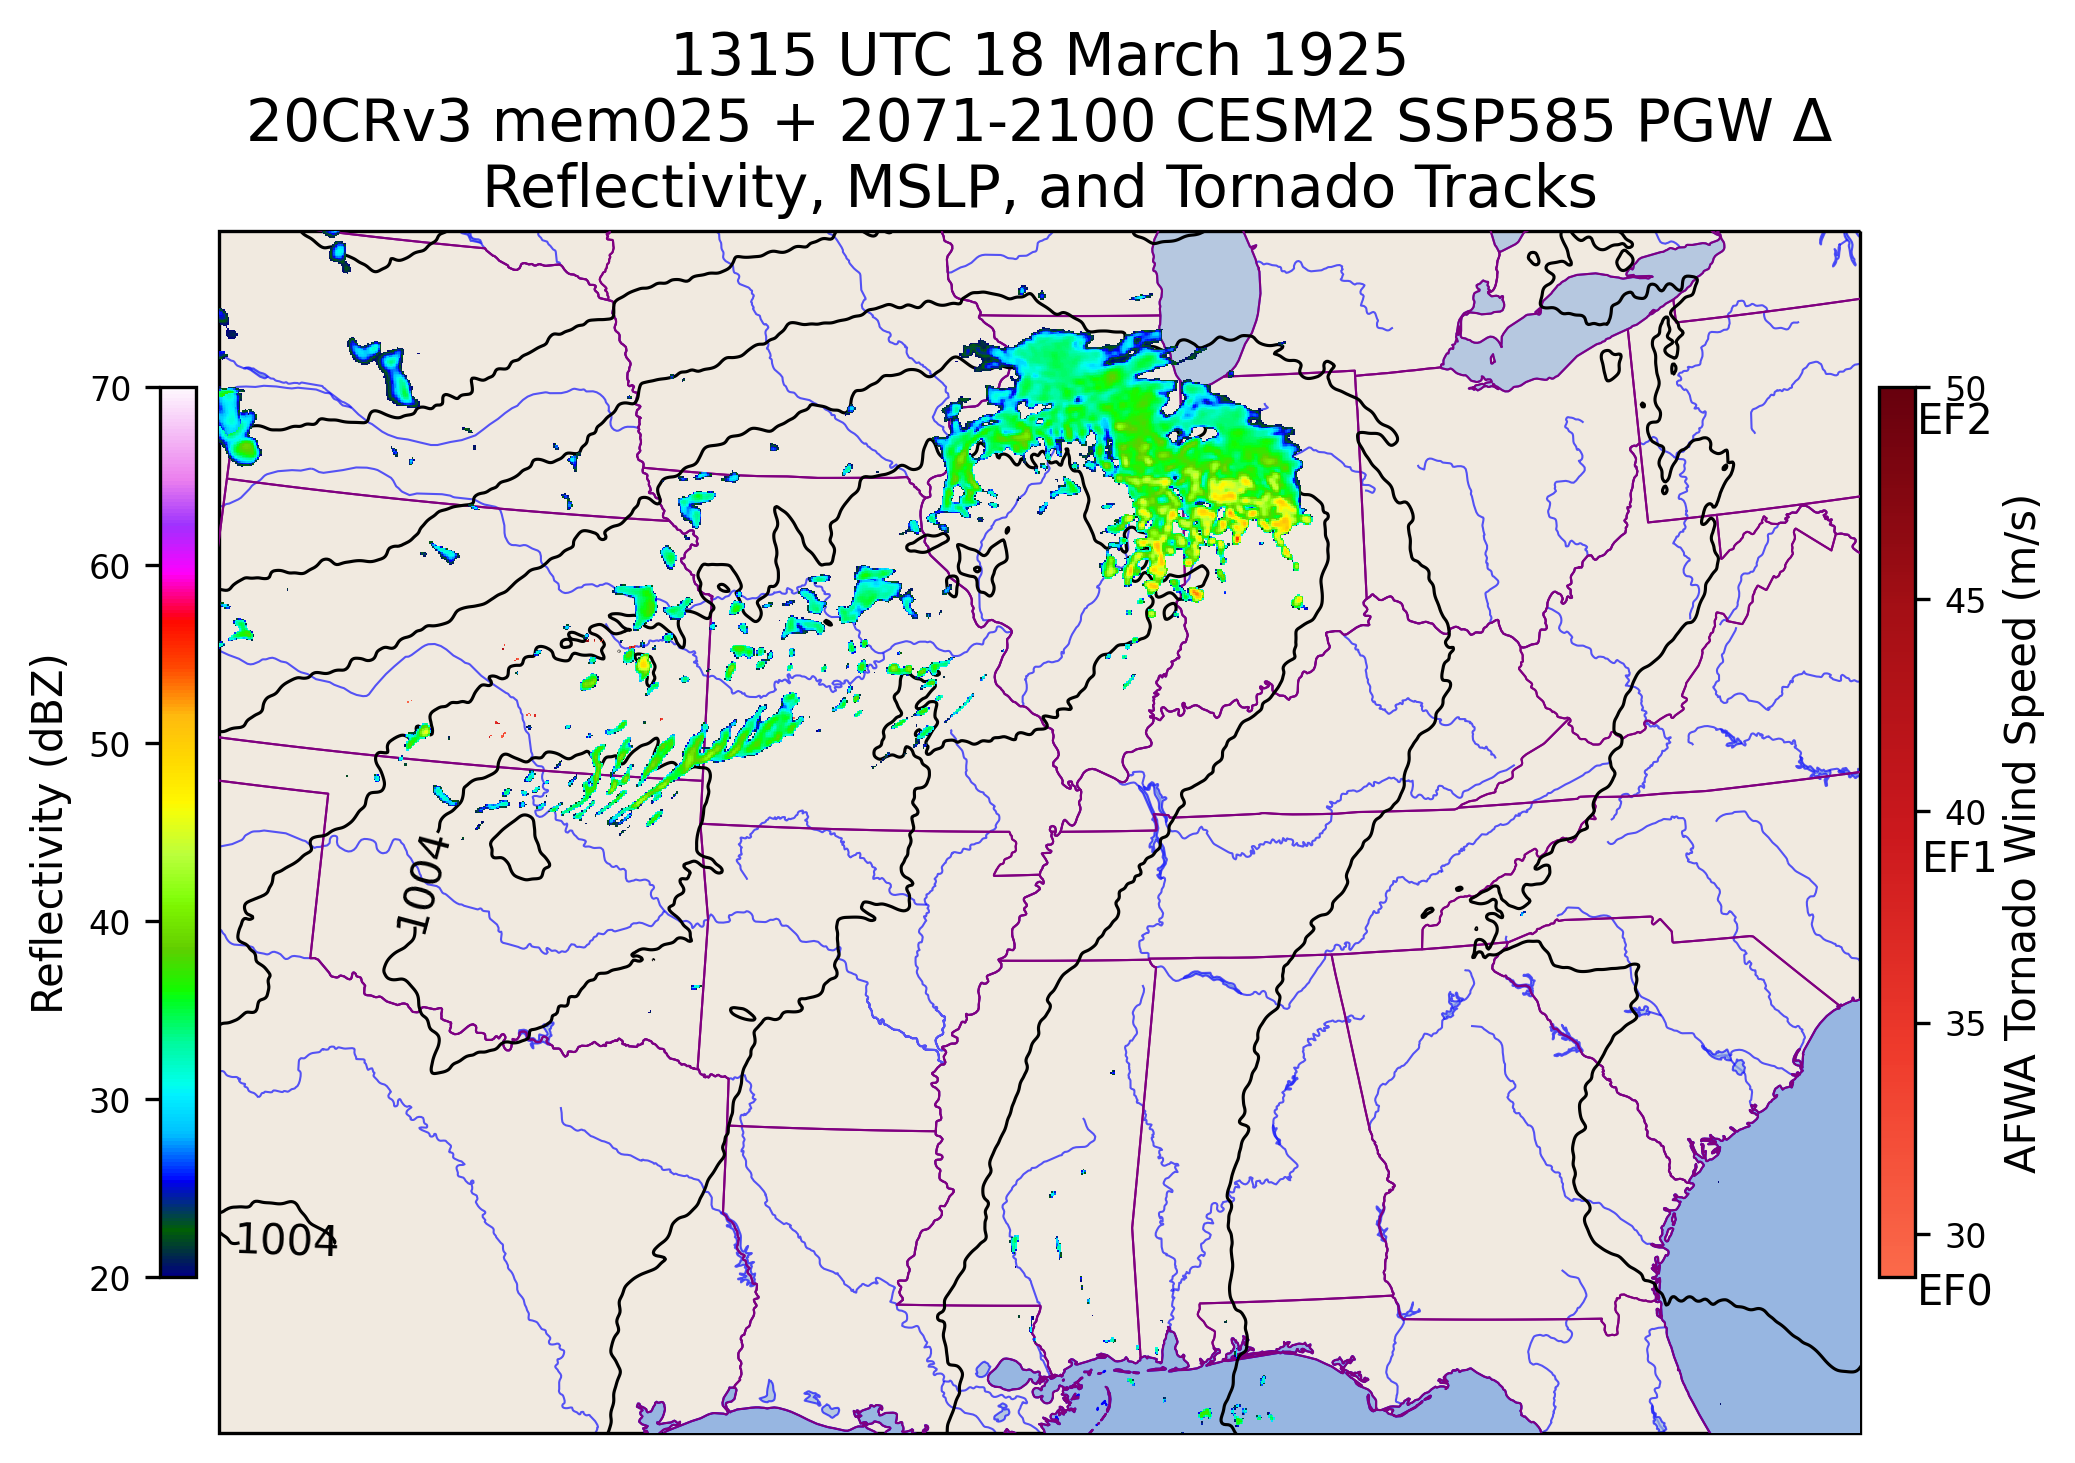 1315 UTC 18 March 1925
20CRv3 mem025 + 2071-2100 CESM2 SSP585 PGW Δ
Reflectivity, MSLP, and Tornado Tracks
70
60
50
40
30
20
Reflectivity (dBZ)
1004
1004
50
EF2
45
40
EF1
35
30
EF0
AFWA Tornado Wind Speed (m/s)